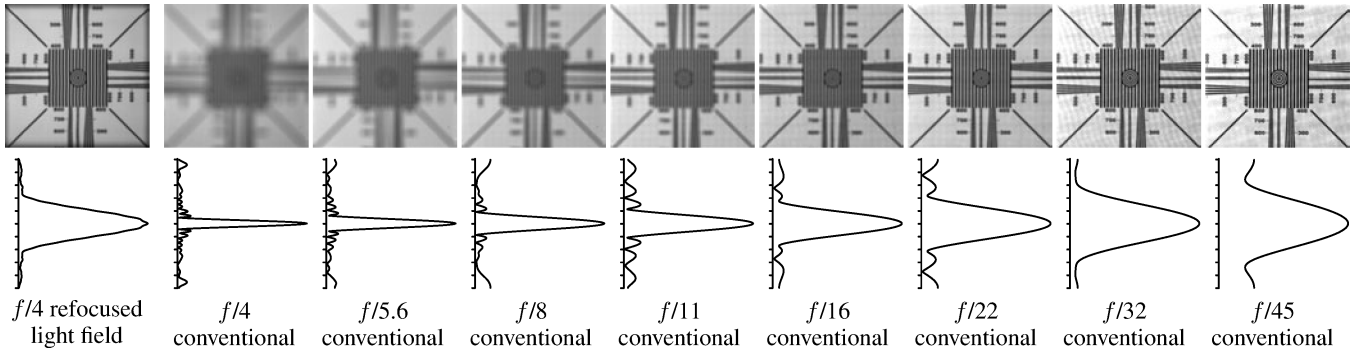 f/4 refocused
light field
f/4
conventional
f/5.6
conventional
f/8
conventional
f/11
conventional
f/16
conventional
f/22
conventional
f/32
conventional
f/45
conventional